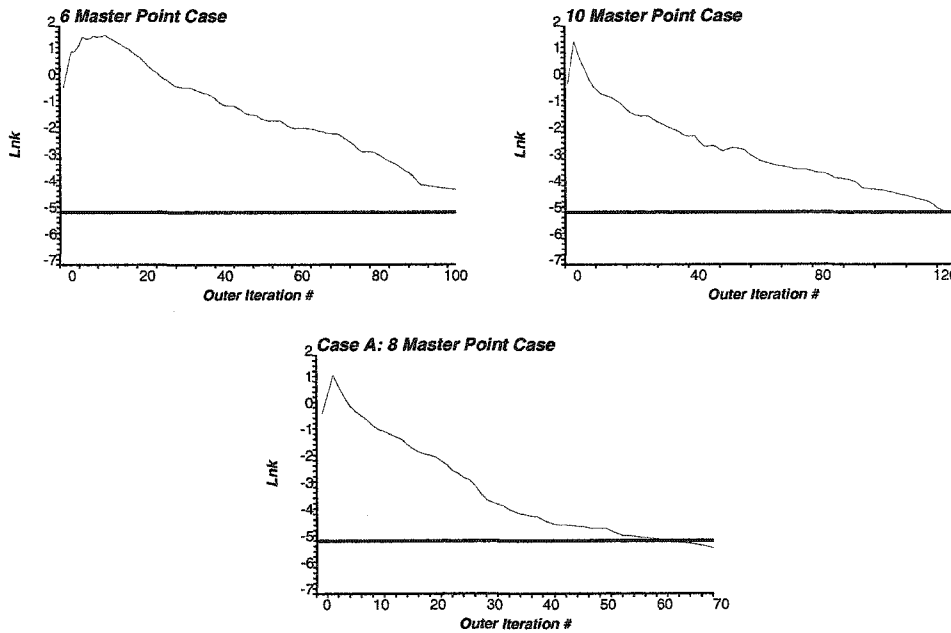 6 Master Point Case
2
1
0
-1
-2
-3
-4
-5
-6
-7
Lnk
0 20 40 60 80 100
Outer Iteration #
10 Master Point Case
2
1
0
-1
-2
-3
-4
-5
-6
-7
Lnk
0 40 60 80 120
Outer Iteration #
Case A: 8 Master Point Case
2
1
0
-1
-2
-3
-4
-5
-6
-7
Lnk
0 10 20 30 40 50 60 70
Outer Iteration #